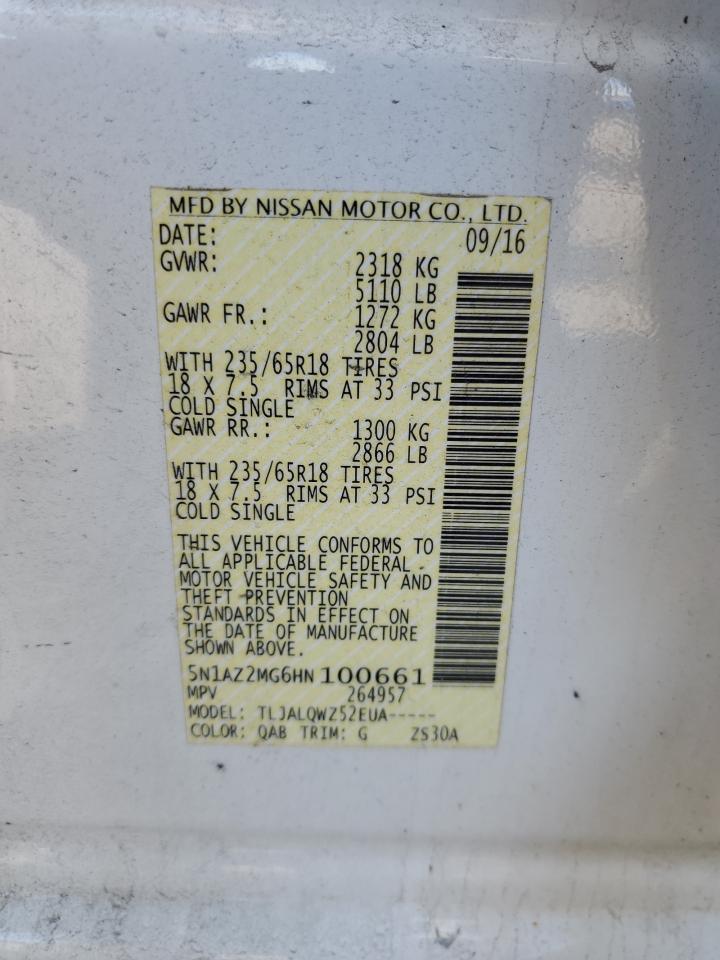 MFD BY NISSAN MOTOR CO., LTD.
DATE: 09/16
GVWR: 2318 KG
5110 LB
GAWR FR.: 1272 KG
2804 LB
WITH 235/65R18 TIRES
18 X 7.5 RIMS AT 33 PSI
COLD SINGLE
GAWR RR.: 1300 KG
2866 LB
WITH 235/65R18 TIRES
18 X 7.5 RIMS AT 33 PSI
COLD SINGLE
THIS VEHICLE CONFORMS TO
ALL APPLICABLE FEDERAL
MOTOR VEHICLE SAFETY AND
THEFT PREVENTION
STANDARDS IN EFFECT ON
THE DATE OF MANUFACTURE
SHOWN ABOVE.
5N1AZ2MG6HN100661
MPV 264957
MODEL: TLJALQWZ52EUA-----
COLOR: QAB TRIM: G ZS30A